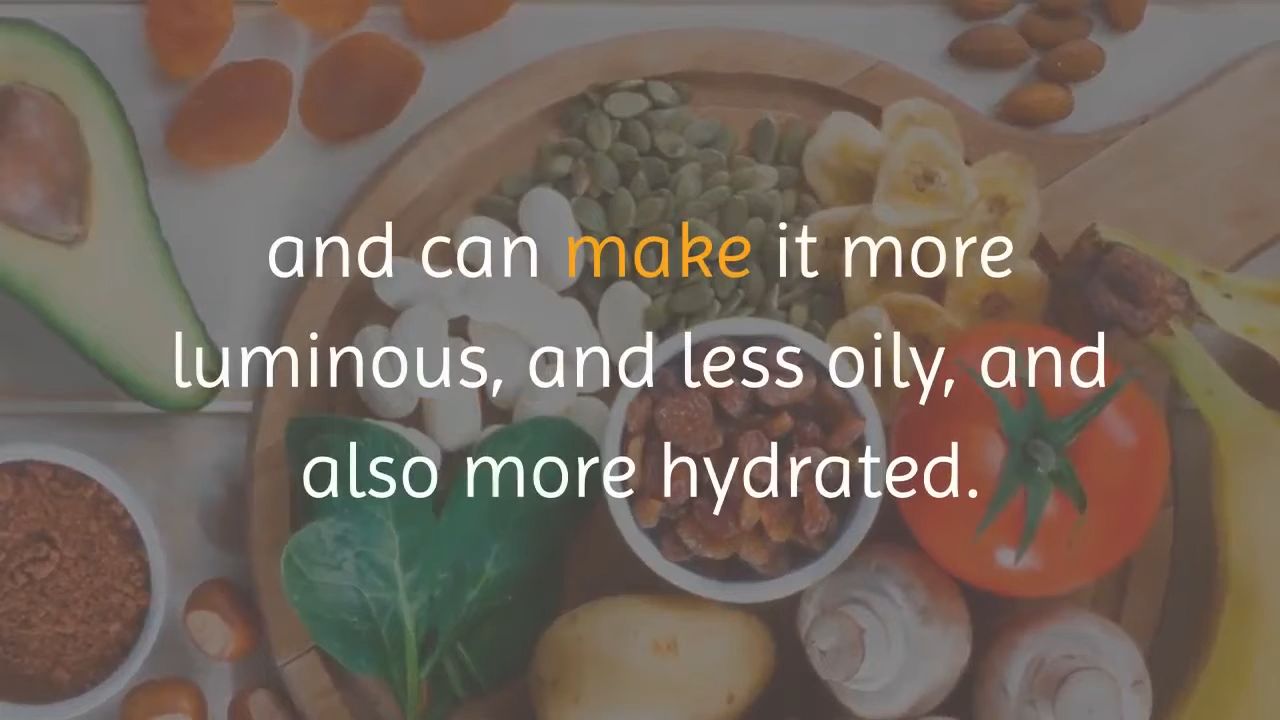 and can make it more
luminous, and less oily, and
also more hydrated.